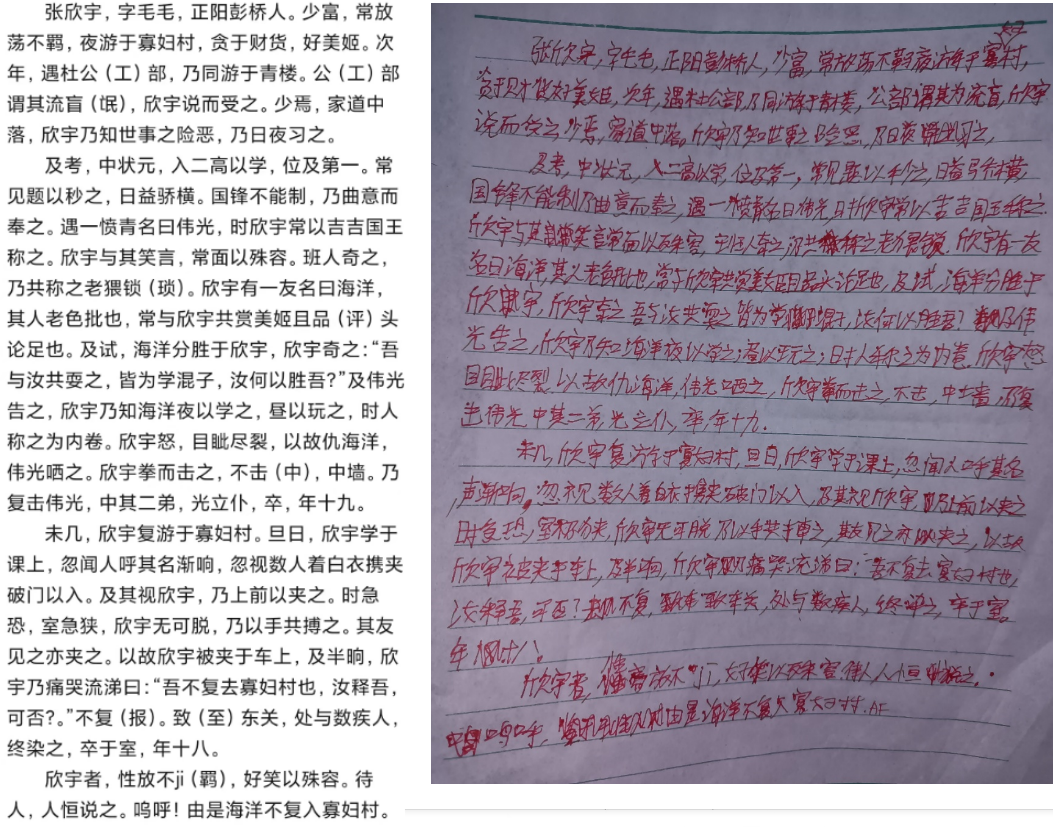 张欣宇，字毛毛，正阳彭桥人。少富，常放
荡不羁，夜游于寡妇村，贪于财货，好美姬。次
年，遇杜公（工）部，乃同游于青楼。公（工）部
谓其流盲（氓），欣宇说而受之。少焉，家道中
落，欣宇乃知世事之险恶，乃日夜习之。
及考，中状元，入二高以学，位及第一。常
见题以秒之，日益骄横。国锋不能制，乃曲意而
奉之。遇一愤青名曰伟光，时欣宇常以吉吉国王
称之。欣宇与其笑言，常面以殊容。班人奇之，
乃共称之老猥锁（琐）。欣宇有一友名曰海洋，
其人老色批也，常与欣宇共赏美姬且品（评）头
论足也。及试，海洋分胜于欣宇，欣宇奇之：“吾
与汝共耍之，皆为学混子，汝何以胜吾？”及伟光
告之，欣宇乃知海洋夜以学之，昼以玩之，时人
称之为内卷。欣宇怒，目眦尽裂，以故仇海洋，
伟光哂之。欣宇拳而击之，不击（中），中墙。乃
复击伟光，中其二弟，光立仆，卒，年十九。
未几，欣宇复游于寡妇村。旦日，欣宇学于
课上，忽闻人呼其名渐响，忽视数人着白衣携夹
破门以入。及其视欣宇，乃上前以夹之。时急
恐，室急狭，欣宇无可脱，乃以手共搏之。其友
见之亦夹之。以故欣宇被夹于车上，及半晌，欣
宇乃痛哭流涕曰：“吾不复去寡妇村也，汝释吾，
可否？。”不复（报）。致（至）东关，处与数疾人，
终染之，卒于室，年十八。
欣宇者，性放不ji（羁），好笑以殊容。待
人，人恒说之。呜呼！由是海洋不复入寡妇村。
张欣宇，字毛毛，正阳彭桥人，少富，常放荡不羁夜游于寡村，
贪于财货好美姬，次年，遇杜公部，乃同游于青楼，公部谓其为流盲，欣宇
说而受之，少焉，家道中落，欣宇乃知世事之险恶，乃日夜习之，
及考，中状元，入二高以学，位及第一，常见题以秒之，日益骄横，
国锋不能制乃曲意而奉之，遇一愤青名曰伟光，时欣宇常以吉吉国王称之.
欣宇与其笑言常面以殊容，班人奇之，乃共称之老猥锁，欣宇有一友
名曰海洋，其人老色批也，常与欣宇共赏美姬且品头论足也，及试，海洋分胜于
欣宇，欣宇奇之，吾与汝共耍之，皆为学混子，汝何以胜吾？及伟
光告之，欣宇乃知海洋夜以学之，昼以玩之，时人称之为内卷，欣宇怒
目眦尽裂，以故仇海洋，伟光哂之，欣宇拳而击之，不击，中墙，乃复
击伟光，中其二弟，光立仆，卒，年十九.
未几，欣宇复游于寡妇村，旦日，欣宇学于课上，忽闻人呼其名
声渐响，忽视数人着白衣携夹破门以入，及其视欣宇，乃上前以夹之
时急恐，室急狭，欣宇无可脱，乃以手共搏之，其友见之亦夹之，以故
欣宇被夹于车上，及半晌，欣宇乃痛哭流涕曰：“吾不复去寡妇村也，
汝释吾，可否？不复，致东关，处与数疾人，终染之，卒于室。
年十八。
欣宇者，性放不ji，好笑以殊容待人，人恒说之。
呜呼，由是海洋不复入寡妇村.